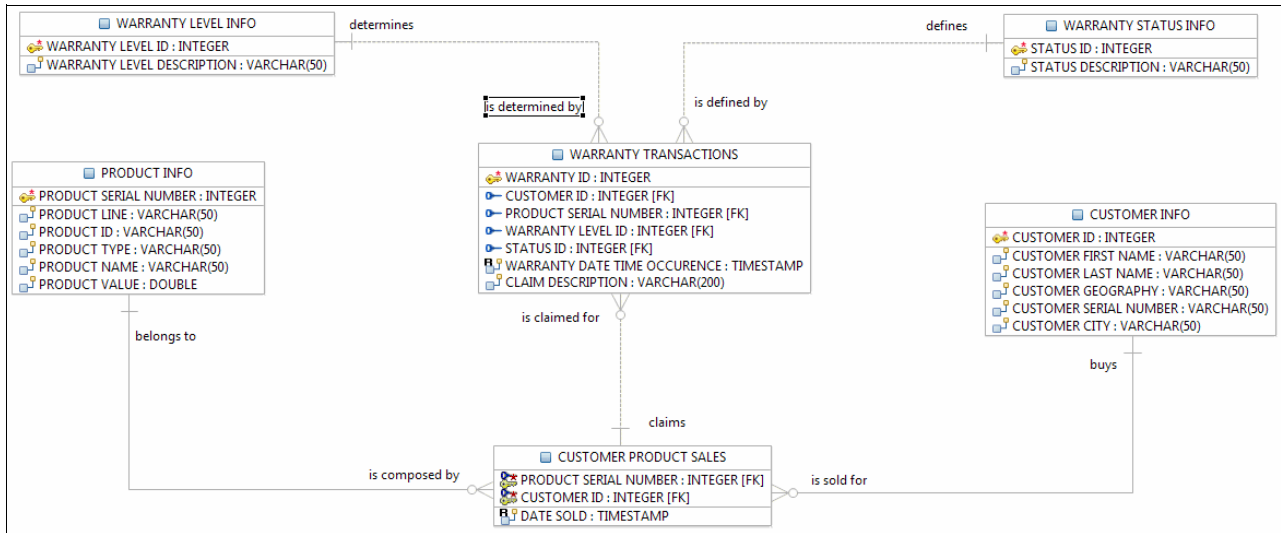 WARRANTY LEVEL INFO
WARRANTY LEVEL ID : INTEGER
WARRANTY LEVEL DESCRIPTION : VARCHAR(50)
determines
defines
WARRANTY STATUS INFO
STATUS ID : INTEGER
STATUS DESCRIPTION : VARCHAR(50)
is determined by
is defined by
PRODUCT INFO
PRODUCT SERIAL NUMBER : INTEGER
PRODUCT LINE : VARCHAR(50)
PRODUCT ID : VARCHAR(50)
PRODUCT TYPE : VARCHAR(50)
PRODUCT NAME : VARCHAR(50)
PRODUCT VALUE : DOUBLE
WARRANTY TRANSACTIONS
WARRANTY ID : INTEGER
CUSTOMER ID : INTEGER [FK]
PRODUCT SERIAL NUMBER : INTEGER [FK]
WARRANTY LEVEL ID : INTEGER [FK]
STATUS ID : INTEGER [FK]
WARRANTY DATE TIME OCCURENCE : TIMESTAMP
CLAIM DESCRIPTION : VARCHAR(200)
CUSTOMER INFO
CUSTOMER ID : INTEGER
CUSTOMER FIRST NAME : VARCHAR(50)
CUSTOMER LAST NAME : VARCHAR(50)
CUSTOMER GEOGRAPHY : VARCHAR(50)
CUSTOMER SERIAL NUMBER : VARCHAR(50)
CUSTOMER CITY : VARCHAR(50)
is claimed for
belongs to
buys
claims
is composed by
is sold for
CUSTOMER PRODUCT SALES
PRODUCT SERIAL NUMBER : INTEGER [FK]
CUSTOMER ID : INTEGER [FK]
DATE SOLD : TIMESTAMP